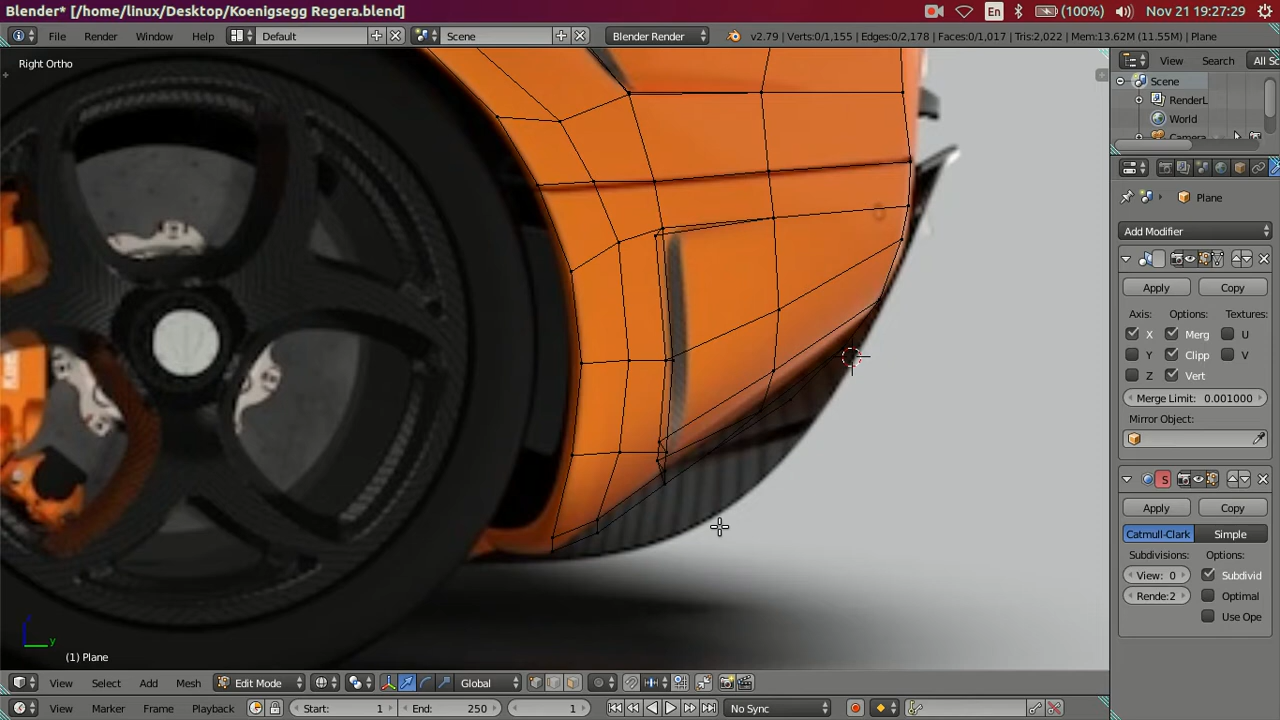 Blender* [/home/linux/Desktop/Koenigsegg Regera.blend]
En (100%) Nov 21 19:27:29
File Render Window Help Default Scene Blender Render v2.79 | Verts:0/1,155 | Edges:0/2,178 | Faces:0/1,017 | Tris:2,022 | Mem:13.62M (11.55M) | Plane
Right Ortho
View Search All Sc
Scene
RenderL
World
Camera
Plane
Add Modifier
Apply Copy
Axis: Options: Textures:
X Merg U
Y Clipp V
Z Vert
Merge Limit: 0.001000
Mirror Object:
S
Apply Copy
Catmull-Clark Simple
Subdivisions: Options:
View: 0 Subdivid
Rende:2 Optimal
Use Ope
z
y
(1) Plane
View Select Add Mesh Edit Mode Global
View Marker Frame Playback Start: 1 End: 250 1 No Sync